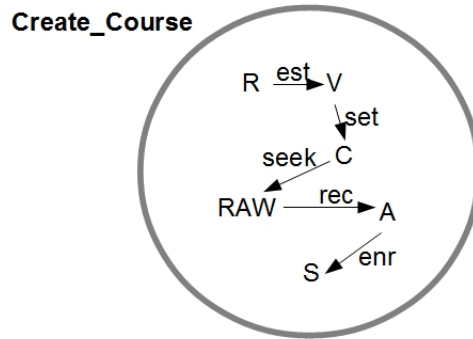 Create_Course
R est V
set
seek C
RAW rec A
S enr